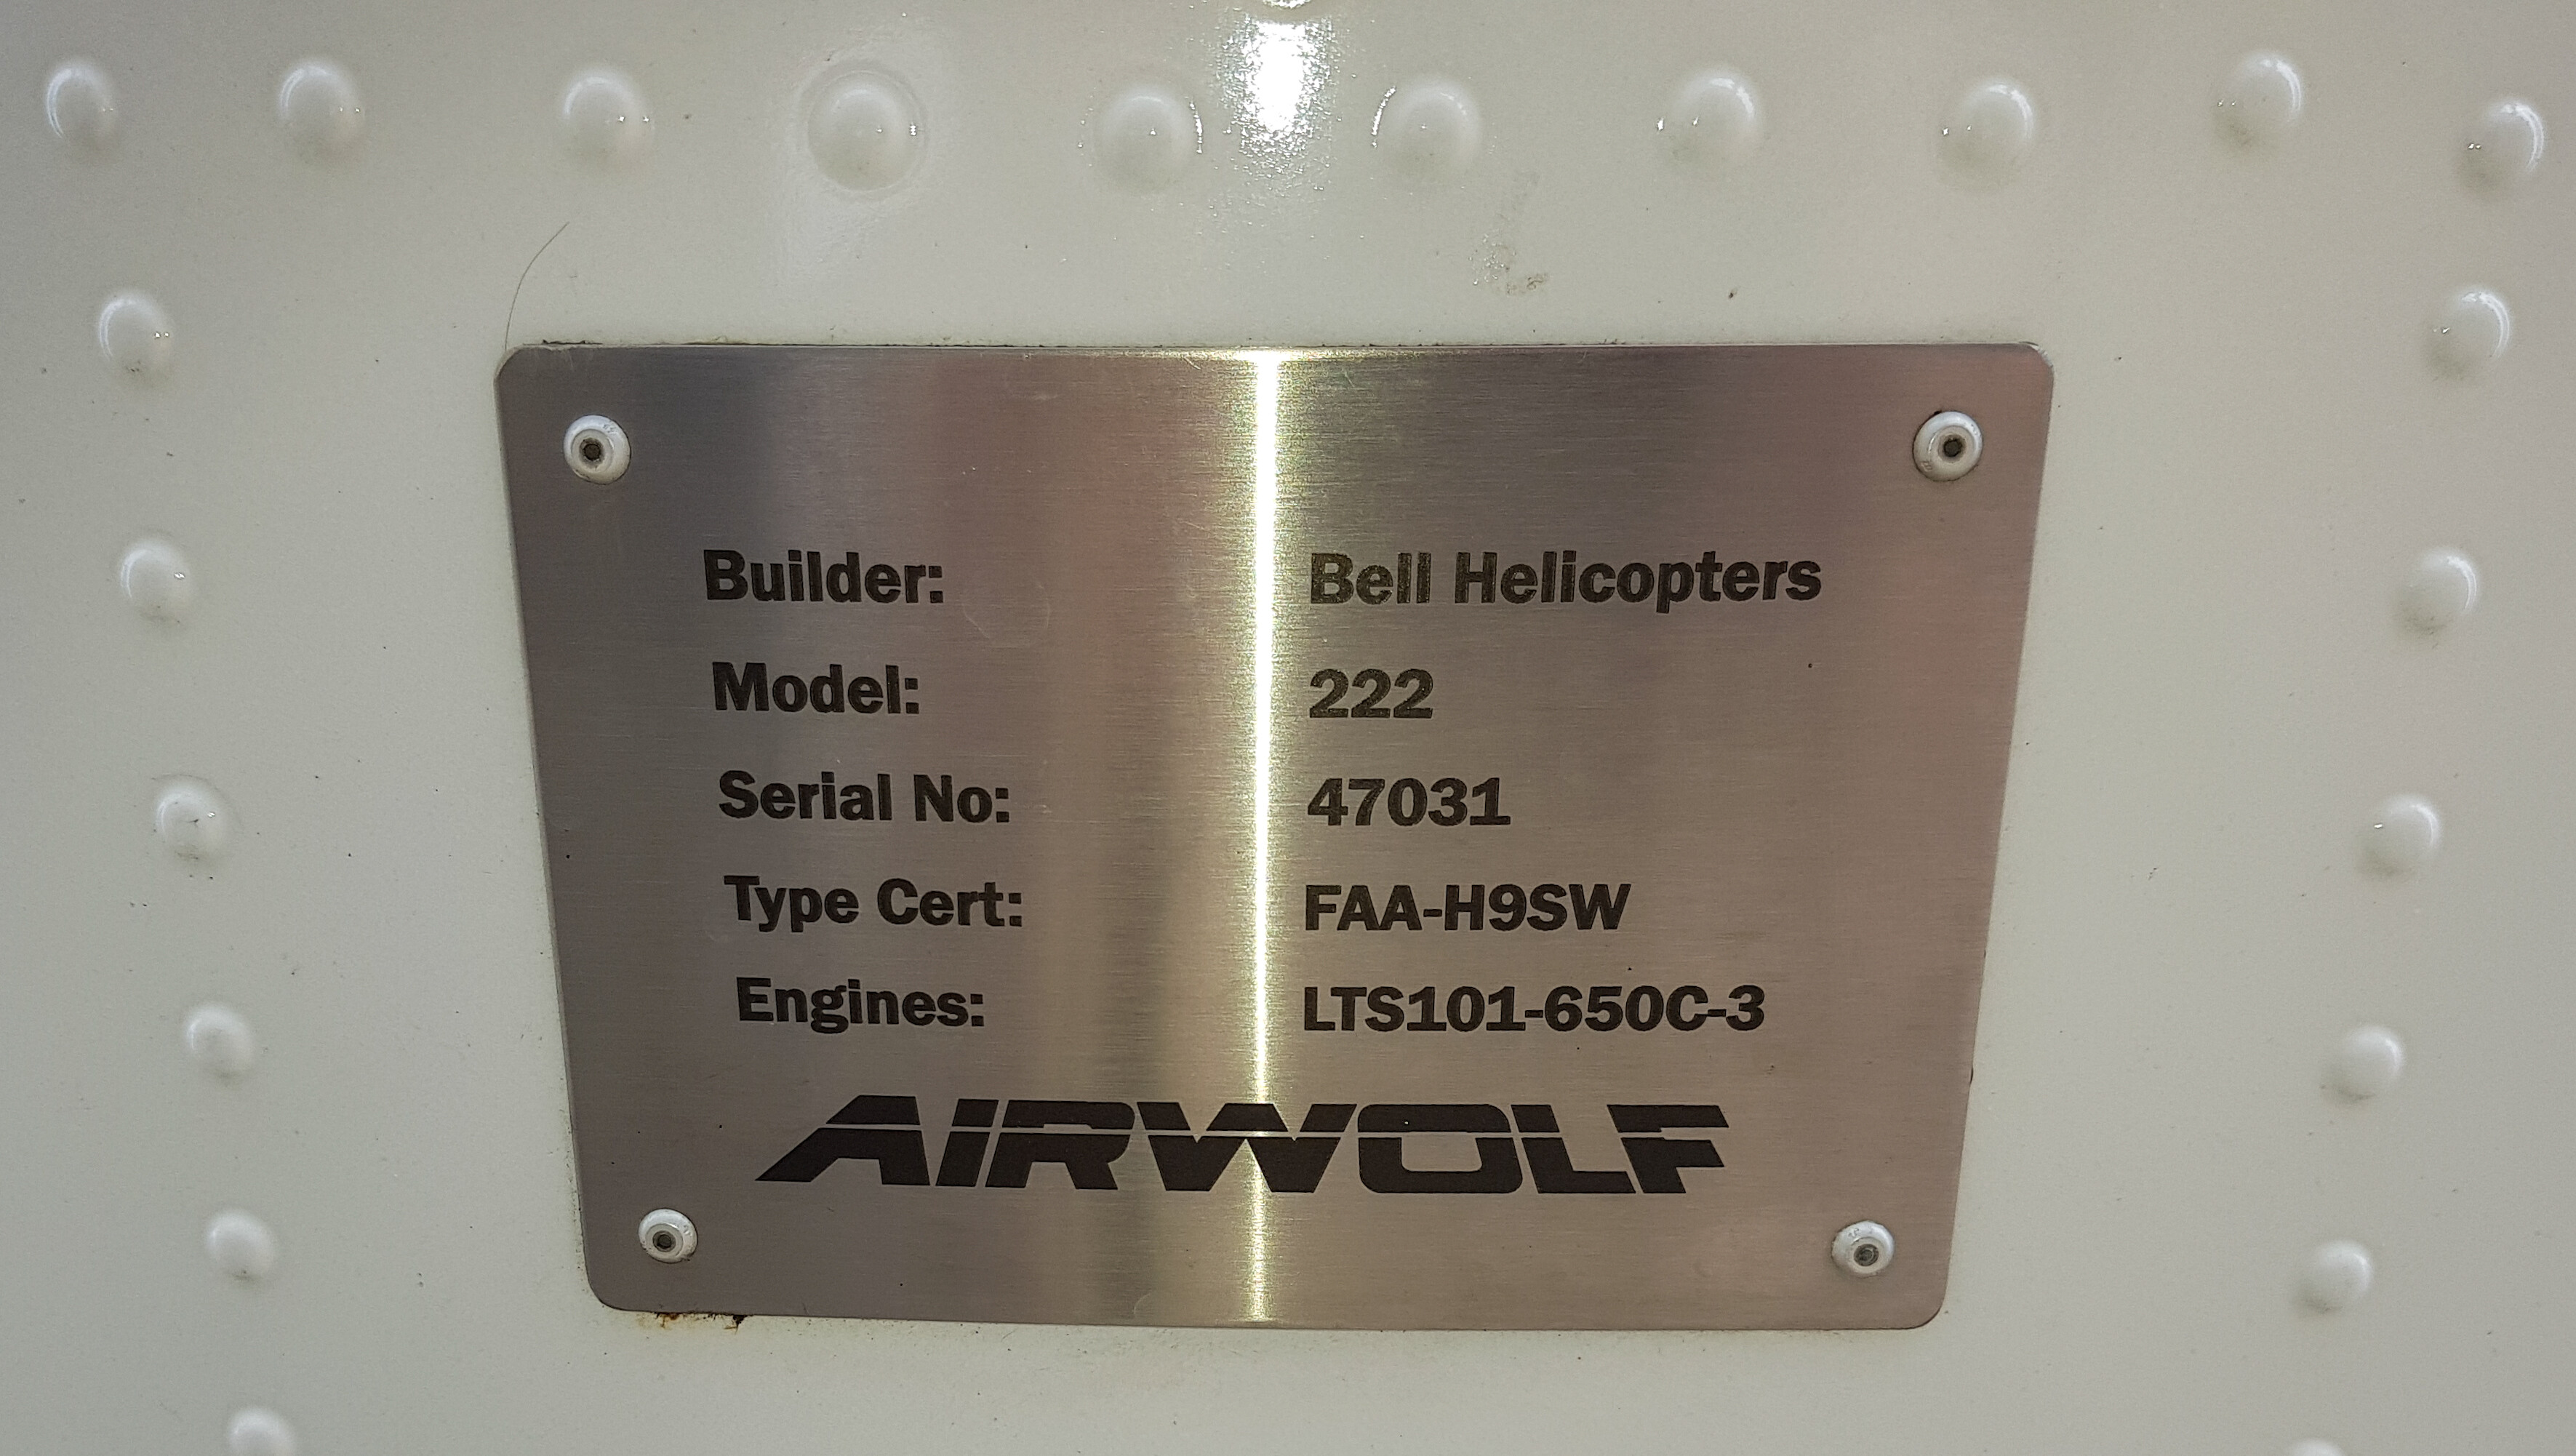 Builder: Bell Helicopters
Model: 222
Serial No: 47031
Type Cert: FAA-H9SW
Engines: LTS101-650C-3
AIRWOLF